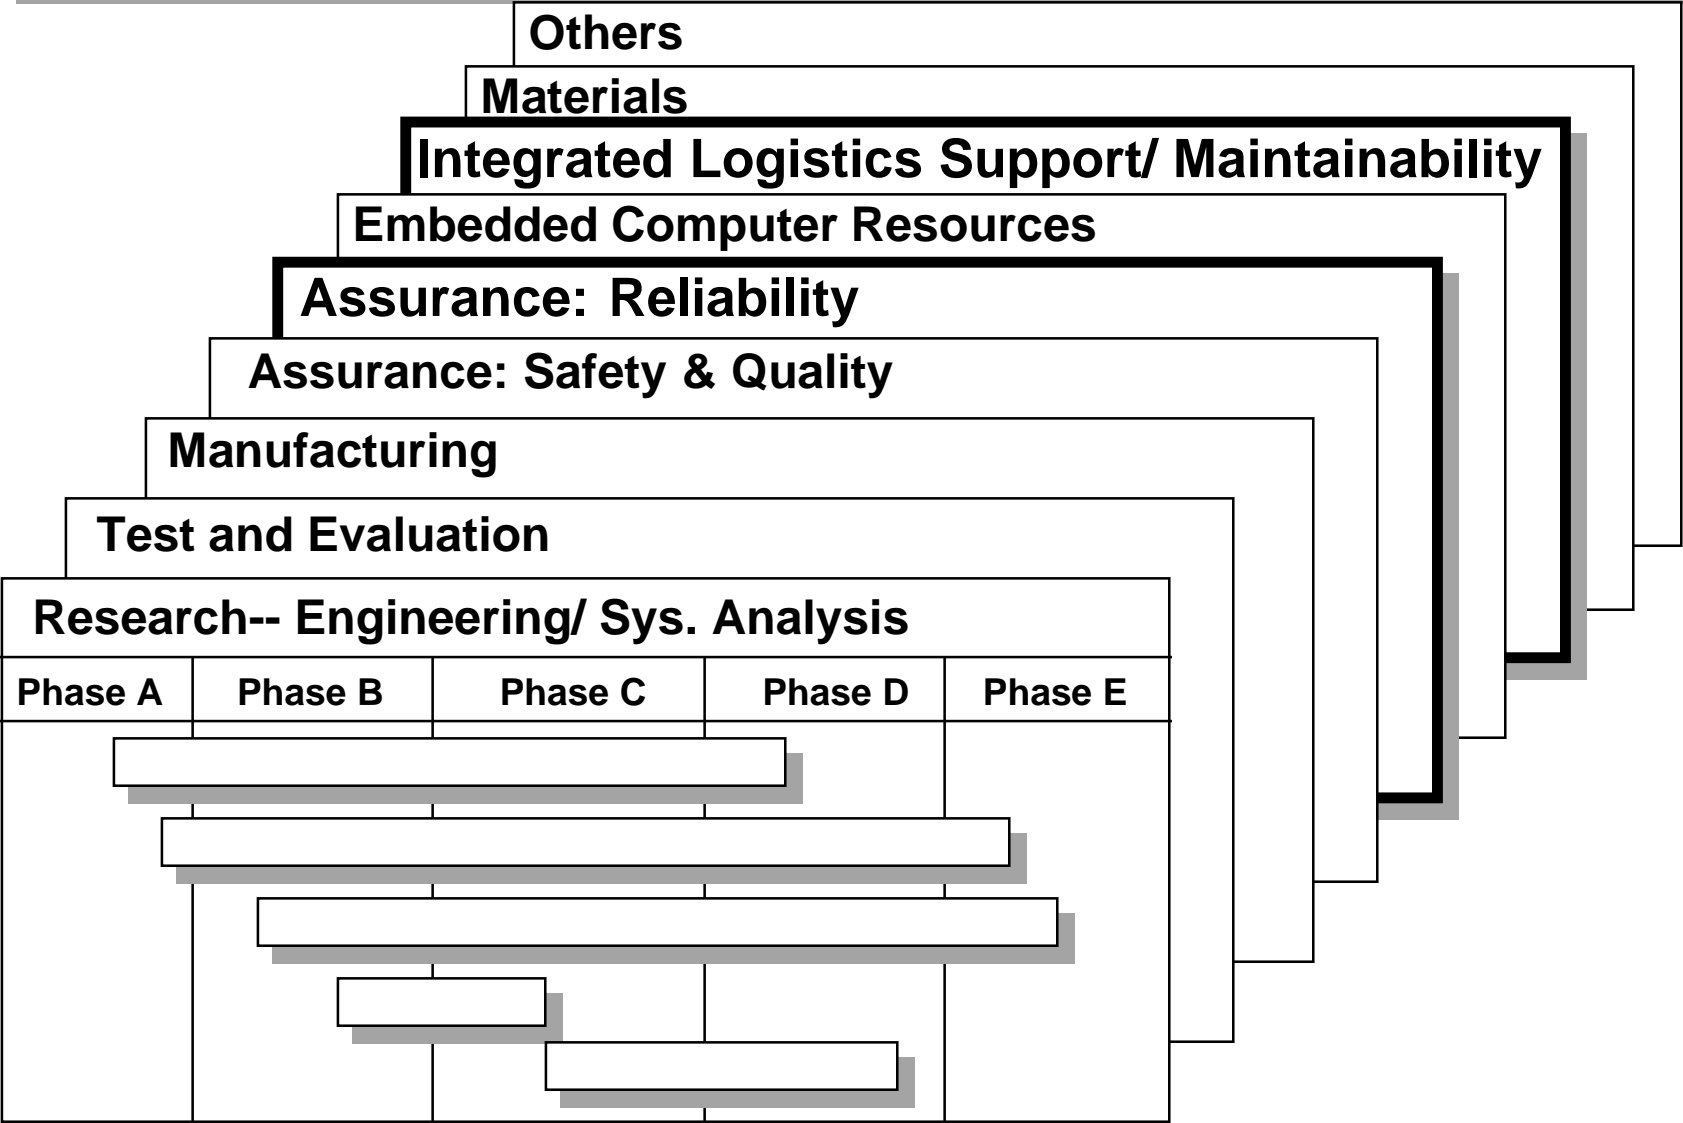 Others
Materials
Integrated Logistics Support/ Maintainability
Embedded Computer Resources
Assurance: Reliability
Assurance: Safety & Quality
Manufacturing
Test and Evaluation
Research-- Engineering/ Sys. Analysis
Phase A Phase B Phase C Phase D Phase E